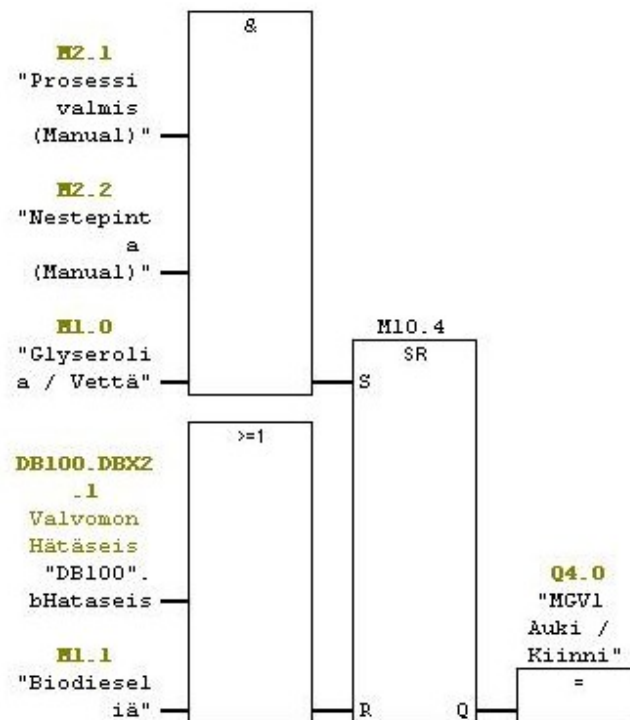 &
M2.1
"Prosessi
valmis
(Manual)"
M2.2
"Nestepint
a
(Manual)"
M1.0
"Glyseroli
a / Vettä"
M10.4
SR
S
>=1
DB100.DBX2
.1
Valvomon
Hätäseis
"DB100".
bHataseis
M1.1
"Biodiesel
iä"
R
Q
Q4.0
"MGV1
Auki /
Kiinni"
=